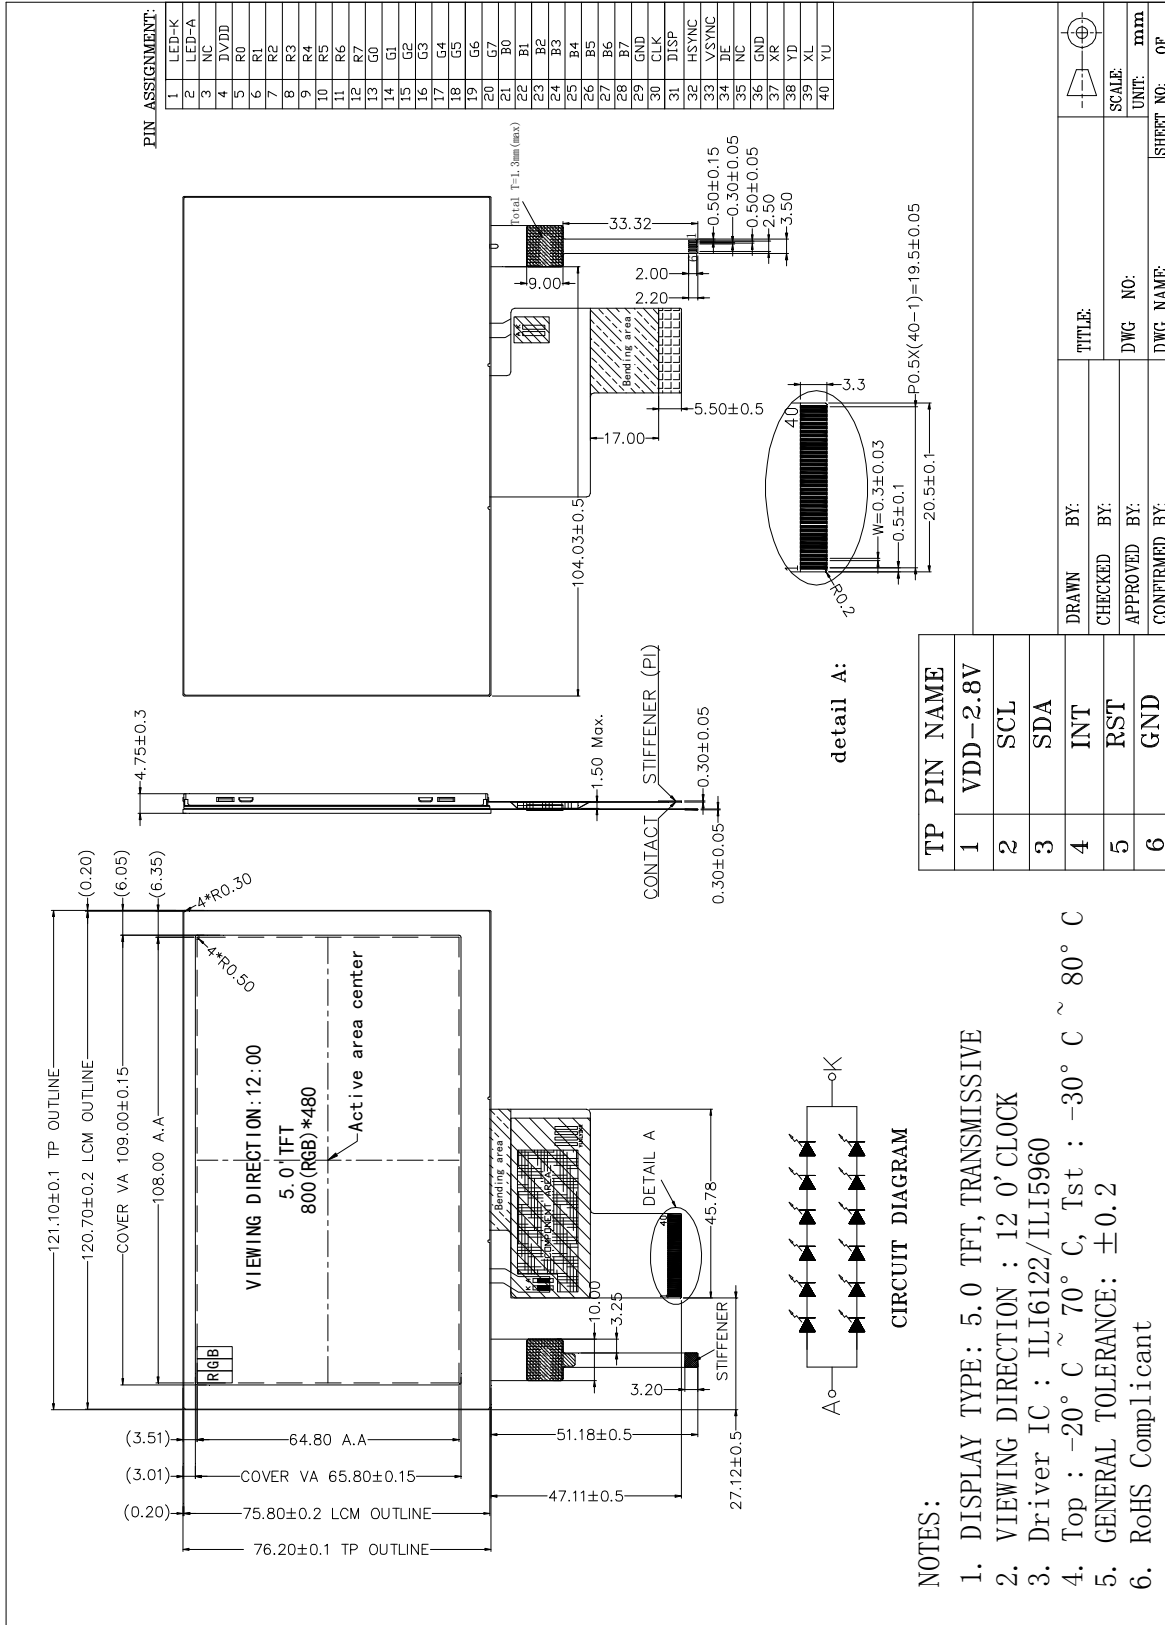 PIN ASSIGNMENT:
1 LED-K
2 LED-A
3 NC
4 DVDD
5 R0
6 R1
7 R2
8 R3
9 R4
10 R5
11 R6
12 R7
13 G0
14 G1
15 G2
16 G3
17 G4
18 G5
19 G6
20 G7
21 B0
22 B1
23 B2
24 B3
25 B4
26 B5
27 B6
28 B7
29 GND
30 CLK
31 DISP
32 HSYNC
33 VSYNC
34 DE
35 NC
36 GND
37 XR
38 YD
39 XL
40 YU
121.10±0.1 TP OUTLINE
120.70±0.2 LCM OUTLINE
COVER VA 109.00±0.15
108.00 A.A
(0.20)
(6.05)
(6.35)
4*R0.30
4*R0.50
VIEWING DIRECTION:12:00
5.0'TFT
800(RGB)*480
Active area center
RGB
(3.51)
64.80 A.A
(3.01)
COVER VA 65.80±0.15
(0.20)
75.80±0.2 LCM OUTLINE
76.20±0.1 TP OUTLINE
Bending area
COMPONENT AREA
K A
DETAIL A
40
1
45.78
10.00
3.25
3.20
STIFFENER
51.18±0.5
47.11±0.5
27.12±0.5
4.75±0.3
1.50 Max.
CONTACT
STIFFENER (PI)
0.30±0.05
0.30±0.05
Total T=1.3mm(max)
9.00
33.32
2.00
2.20
6
1
0.50±0.15
0.30±0.05
0.50±0.05
2.50
3.50
Bending area
5.50±0.5
17.00
104.03±0.5
detail A:
40
1
3.3
R0.2
W=0.3±0.03
0.5±0.1
20.5±0.1
P0.5X(40-1)=19.5±0.05
A
K
CIRCUIT DIAGRAM
NOTES:
1. DISPLAY TYPE: 5.0 TFT, TRANSMISSIVE
2. VIEWING DIRECTION : 12 O'CLOCK
3. Driver IC : ILI6122/ILI5960
4. Top : -20° C ~ 70° C, Tst : -30° C ~ 80° C
5. GENERAL TOLERANCE: ±0.2
6. RoHS Complicant
TP PIN NAME
1 VDD-2.8V
2 SCL
3 SDA
4 INT
5 RST
6 GND
DRAWN BY:
CHECKED BY:
APPROVED BY:
CONFIRMED BY:
TITLE:
DWG NO:
DWG NAME:
SCALE:
UNIT: mm
SHEET NO: OF